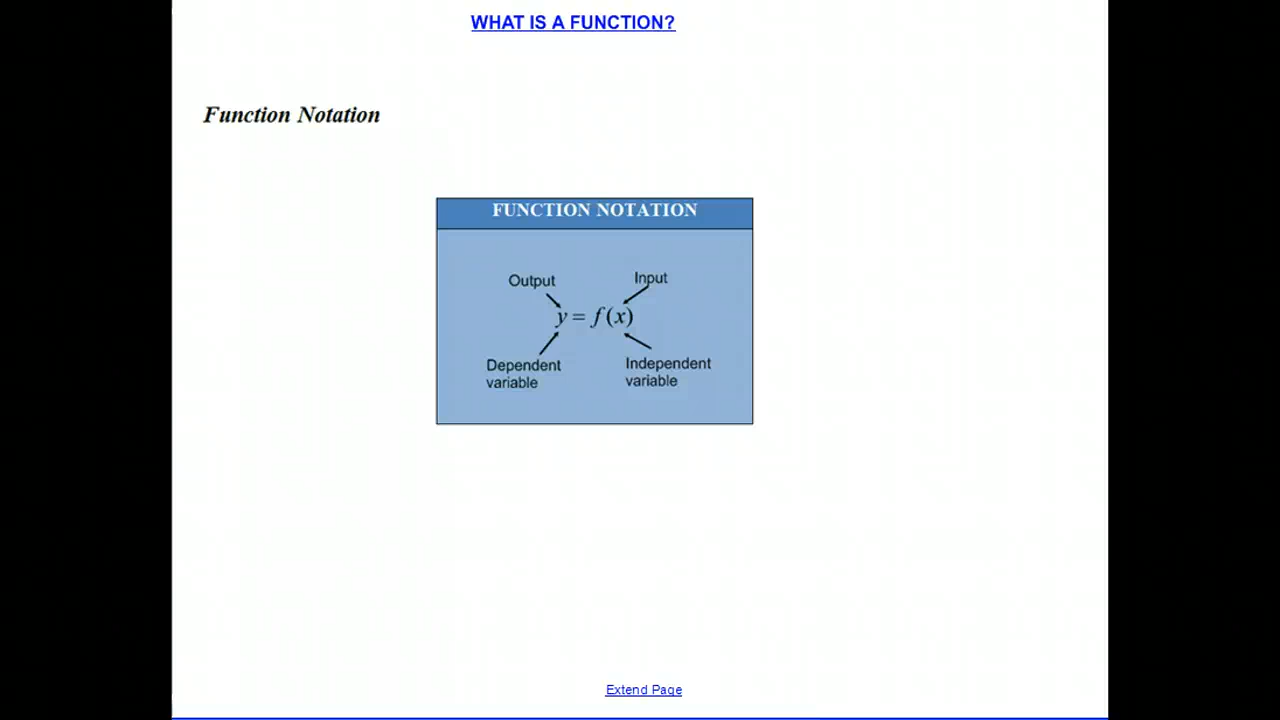 WHAT IS A FUNCTION?
Function Notation
FUNCTION NOTATION
Output
Input
y = f(x)
Dependent
variable
Independent
variable
Extend Page